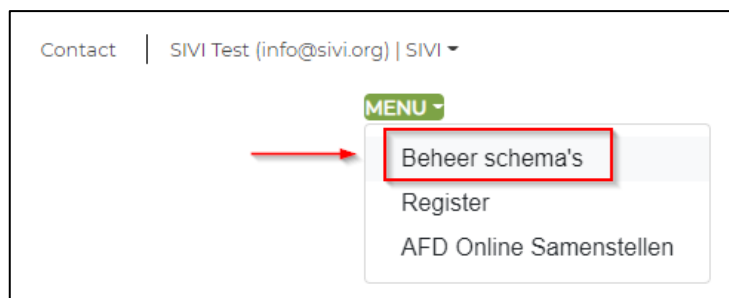 Contact | SIVI Test (info@sivi.org) | SIVI
MENU
Beheer schema's
Register
AFD Online Samenstellen